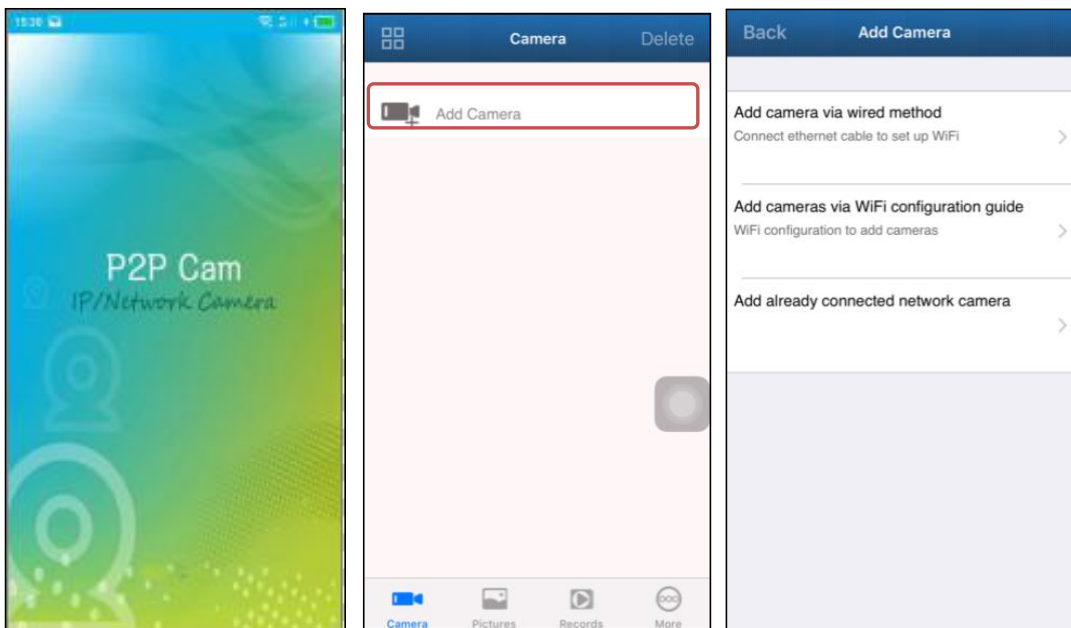 15:30
P2P Cam
IP/Network Camera
Camera
Delete
Add Camera
Camera
Pictures
Records
More
Back
Add Camera
Add camera via wired method
Connect ethernet cable to set up WiFi
Add cameras via WiFi configuration guide
WiFi configuration to add cameras
Add already connected network camera